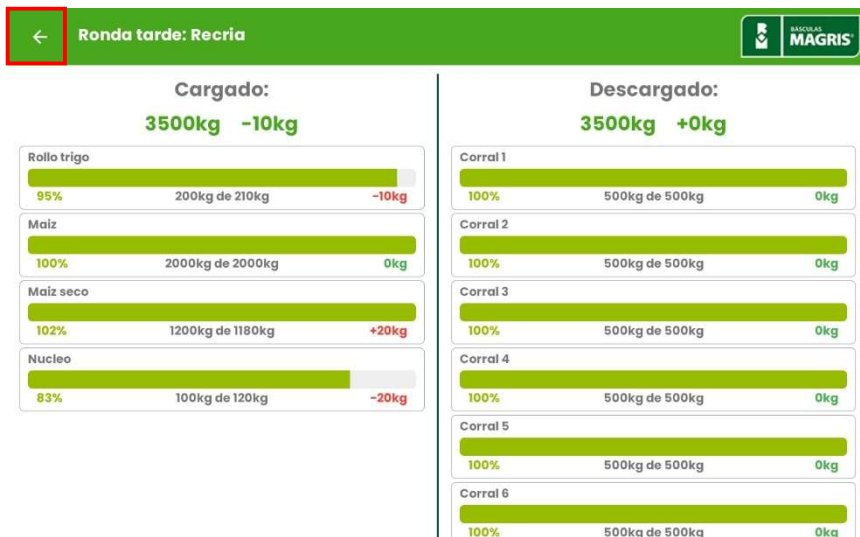 Ronda tarde: Recria
BÁSCULAS
MAGRIS
Cargado:
3500kg -10kg
Rollo trigo
95% 200kg de 210kg -10kg
Maiz
100% 2000kg de 2000kg 0kg
Maiz seco
102% 1200kg de 1180kg +20kg
Nucleo
83% 100kg de 120kg -20kg
Descargado:
3500kg +0kg
Corral 1
100% 500kg de 500kg 0kg
Corral 2
100% 500kg de 500kg 0kg
Corral 3
100% 500kg de 500kg 0kg
Corral 4
100% 500kg de 500kg 0kg
Corral 5
100% 500kg de 500kg 0kg
Corral 6
100% 500kg de 500kg 0kg